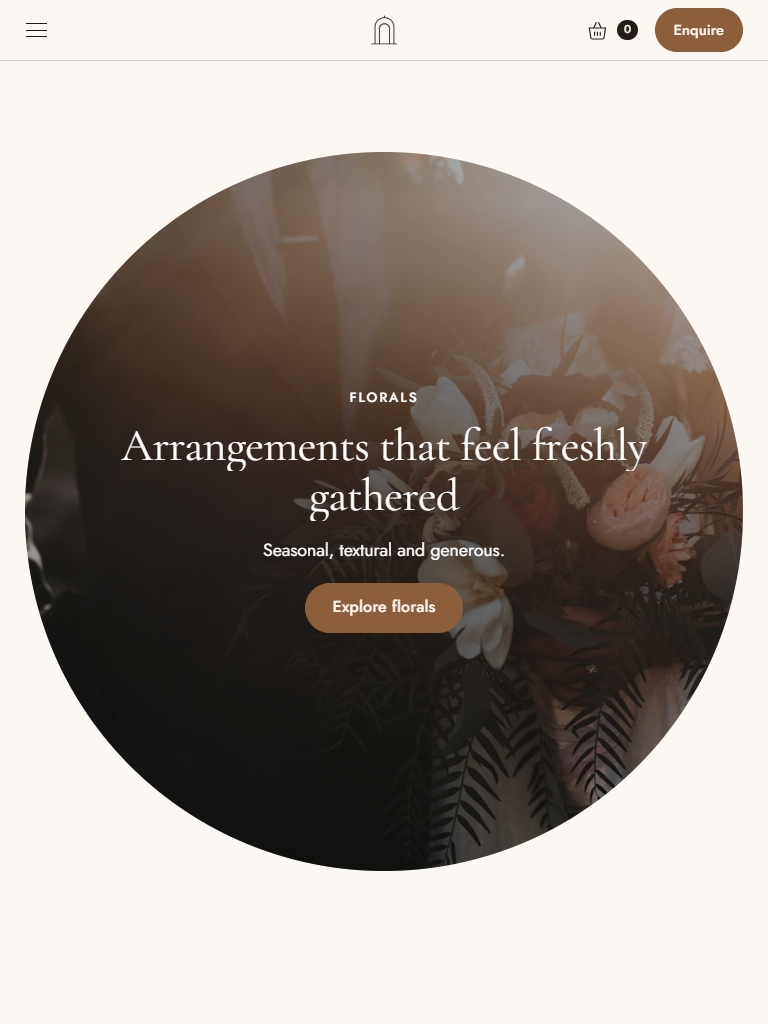 0
Enquire
FLORALS
Arrangements that feel freshly
gathered
Seasonal, textural and generous.
Explore florals